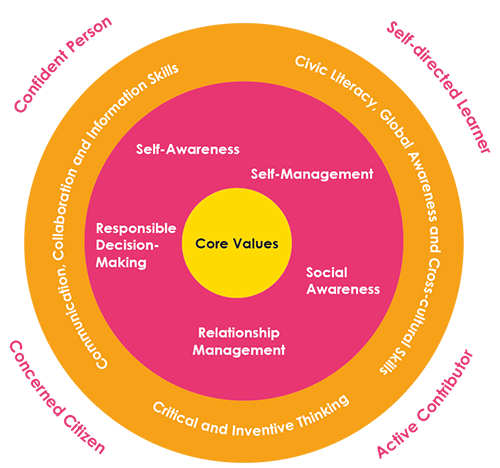 Confident Person
Self-directed Learner
Communication, Collaboration and Information Skills
Civic Literacy, Global Awareness and Cross-cultural Skills
Self-Awareness
Self-Management
Responsible
Decision-
Making
Core Values
Social
Awareness
Relationship
Management
Critical and Inventive Thinking
Concerned Citizen
Active Contributor